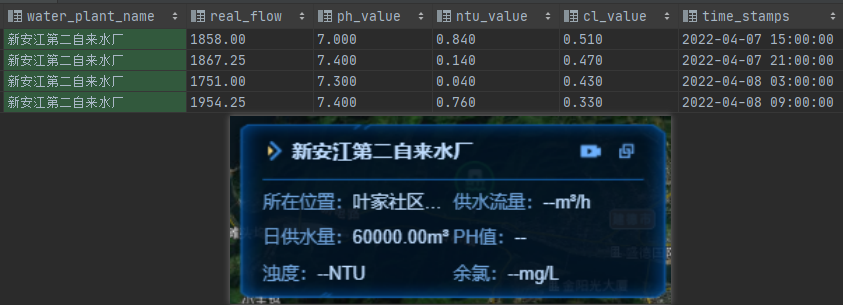 water_plant_name real_flow ph_value ntu_value cl_value time_stamps
新安江第二自来水厂 1858.00 7.000 0.840 0.510 2022-04-07 15:00:00
新安江第二自来水厂 1867.25 7.400 0.140 0.470 2022-04-07 21:00:00
新安江第二自来水厂 1751.00 7.300 0.040 0.430 2022-04-08 03:00:00
新安江第二自来水厂 1954.25 7.400 0.760 0.330 2022-04-08 09:00:00
新安江第二自来水厂
所在位置：叶家社区... 供水流量：--m³/h
日供水量：60000.00m³ PH值：--
浊度：--NTU 余氯：--mg/L